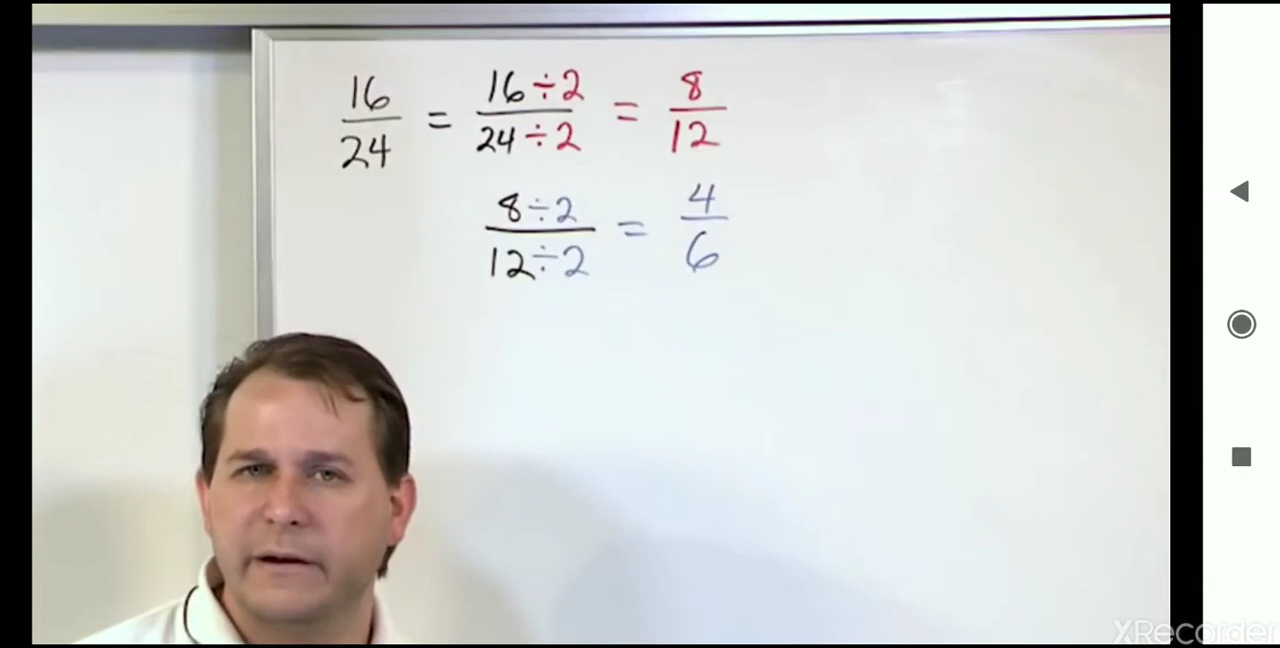 16/24 = 16÷2/24÷2 = 8/12
8÷2/12÷2 = 4/6
XRecorder